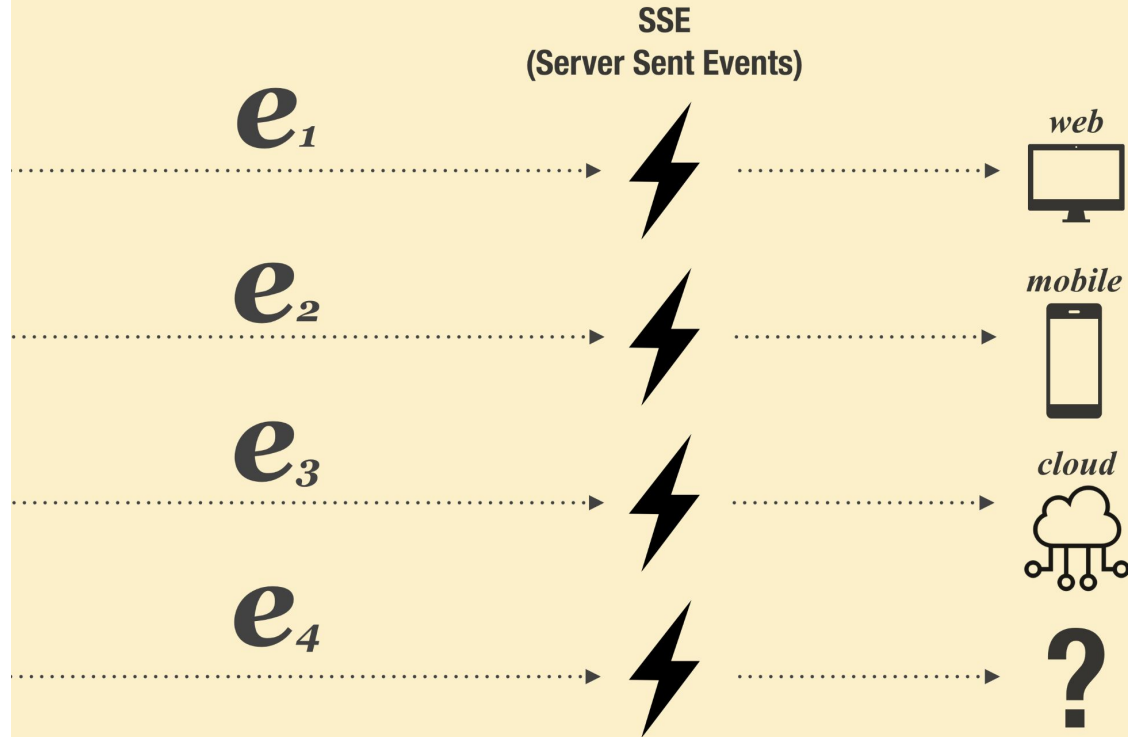 SSE
(Server Sent Events)
e₁
web
e₂
mobile
e₃
cloud
e₄
?